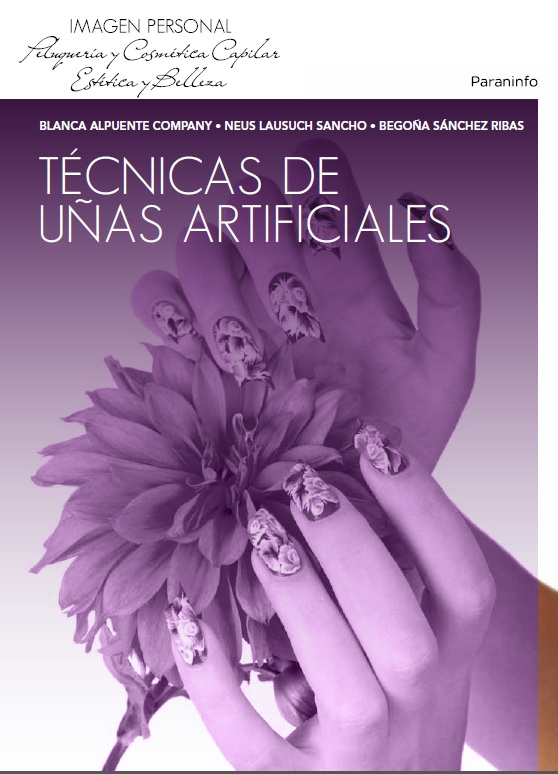 IMAGEN PERSONAL
Peluquería y Cosmética Capilar
Estética y Belleza
Paraninfo
BLANCA ALPUENTE COMPANY • NEUS LAUSUCH SANCHO • BEGOÑA SÁNCHEZ RIBAS
TÉCNICAS DE
UÑAS ARTIFICIALES